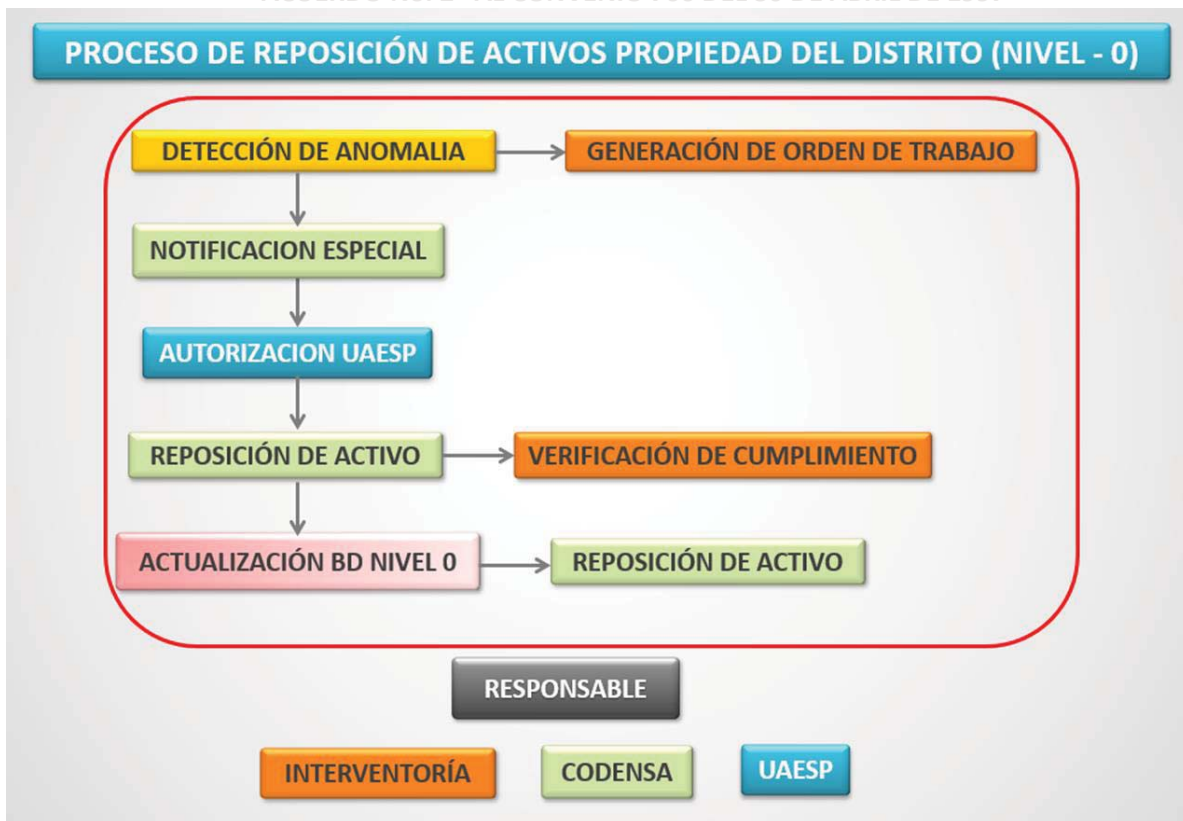 PROCESO DE REPOSICIÓN DE ACTIVOS PROPIEDAD DEL DISTRITO (NIVEL - 0)
DETECCIÓN DE ANOMALIA
GENERACIÓN DE ORDEN DE TRABAJO
NOTIFICACION ESPECIAL
AUTORIZACION UAESP
REPOSICIÓN DE ACTIVO
VERIFICACIÓN DE CUMPLIMIENTO
ACTUALIZACIÓN BD NIVEL 0
REPOSICIÓN DE ACTIVO
RESPONSABLE
INTERVENTORÍA
CODENSA
UAESP